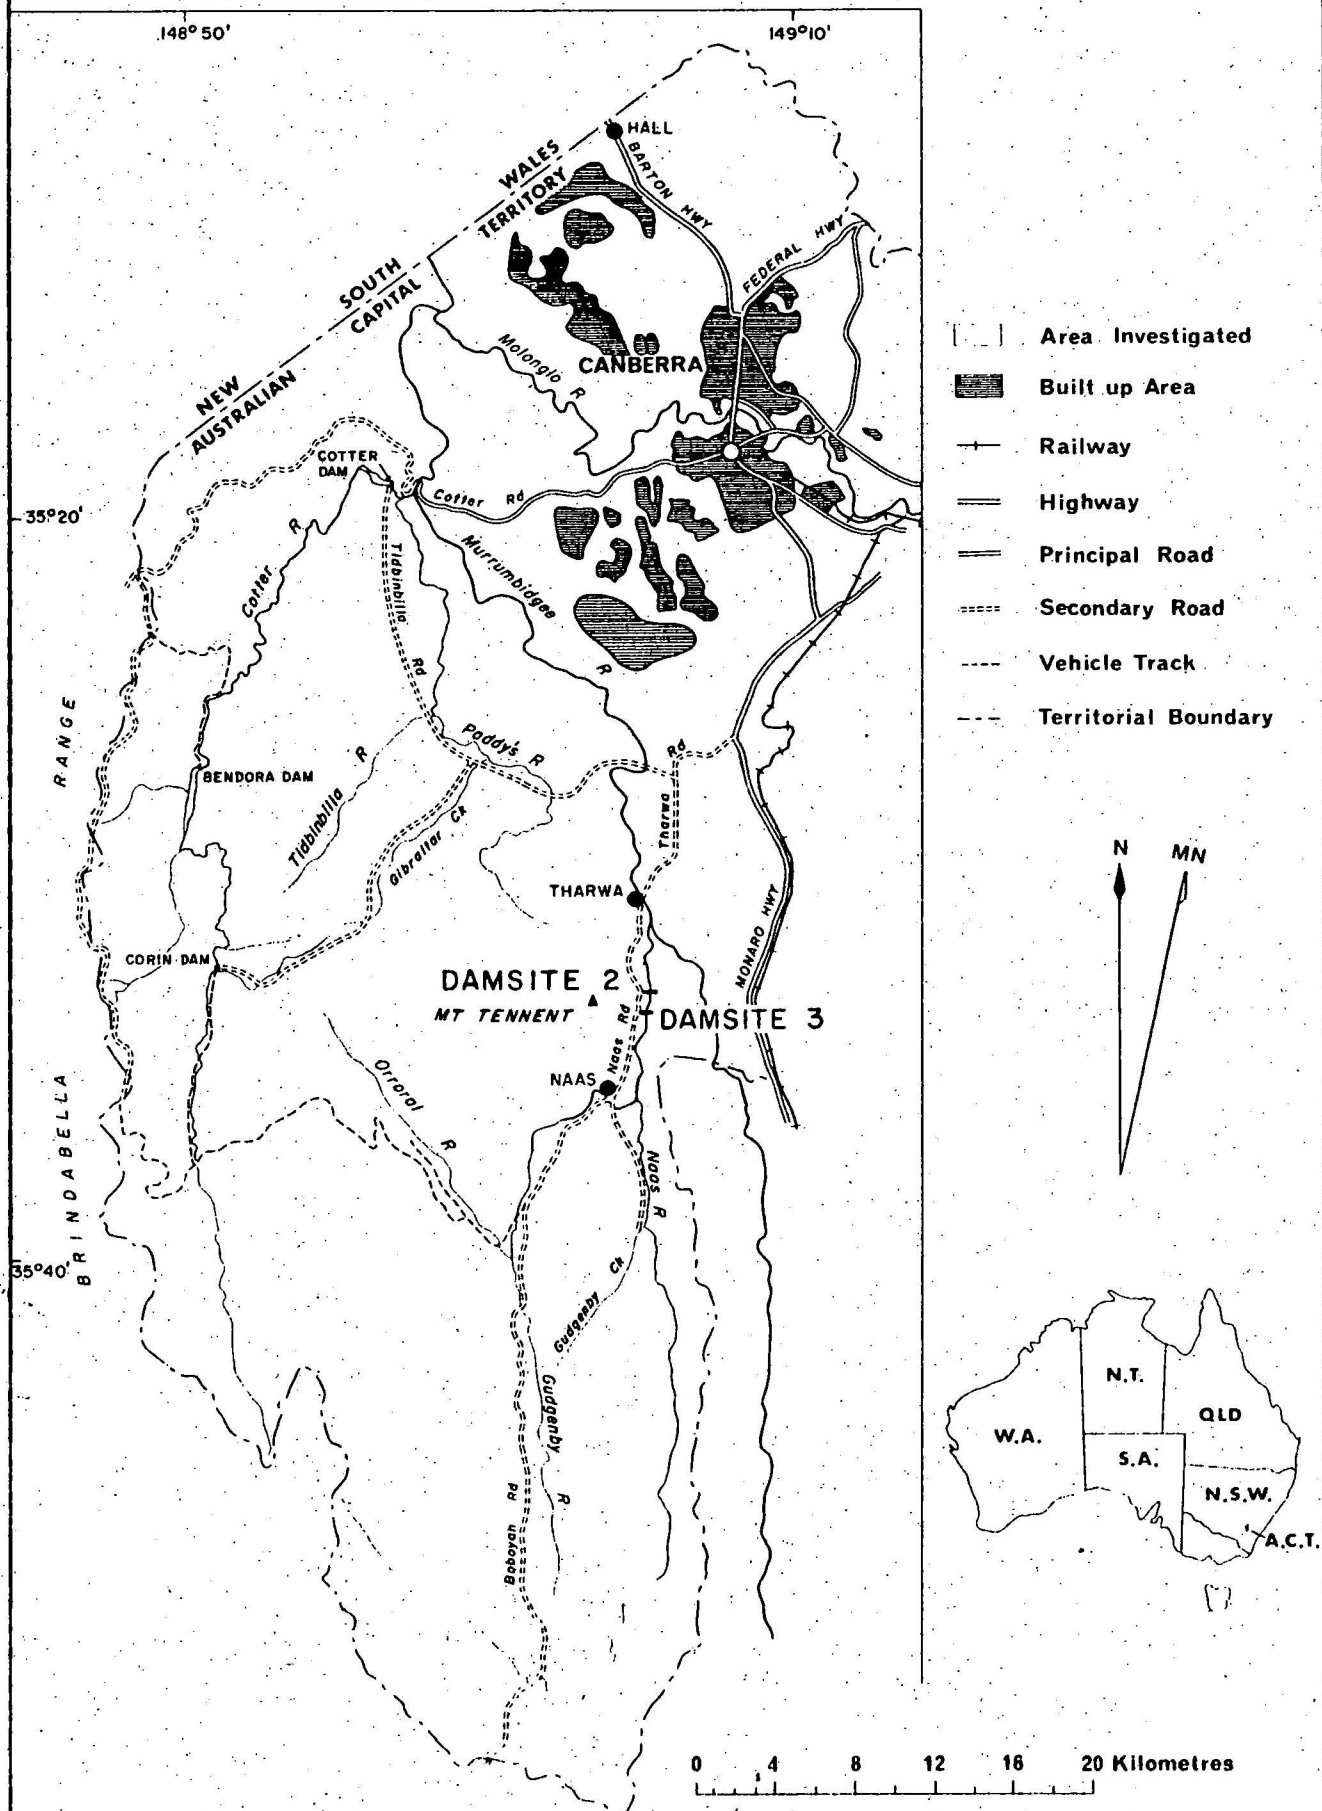 148°50'
149°10'
HALL
BARTON HWY
NEW SOUTH WALES
AUSTRALIAN CAPITAL TERRITORY
FEDERAL HWY
Molonglo R
CANBERRA
COTTER
DAM
Cotter Rd
35°20'
Cotter R
Tidbinbilla Rd
Murrumbidgee R
Paddy's R
BENDORA DAM
Tidbinbilla R
Gibraltar Ck
Tharwa Rd
THARWA
MONARO HWY
CORIN DAM
DAMSITE 2
MT TENNENT
DAMSITE 3
Naas Rd
NAAS
Orroral R
Naas R
BRINDABELLA RANGE
35°40'
Gudgenby Ck
Gudgenby R
Boboyan Rd
Area Investigated
Built up Area
Railway
Highway
Principal Road
Secondary Road
Vehicle Track
Territorial Boundary
N
MN
N.T.
QLD
W.A.
S.A.
N.S.W.
A.C.T.
0 4 8 12 16 20 Kilometres